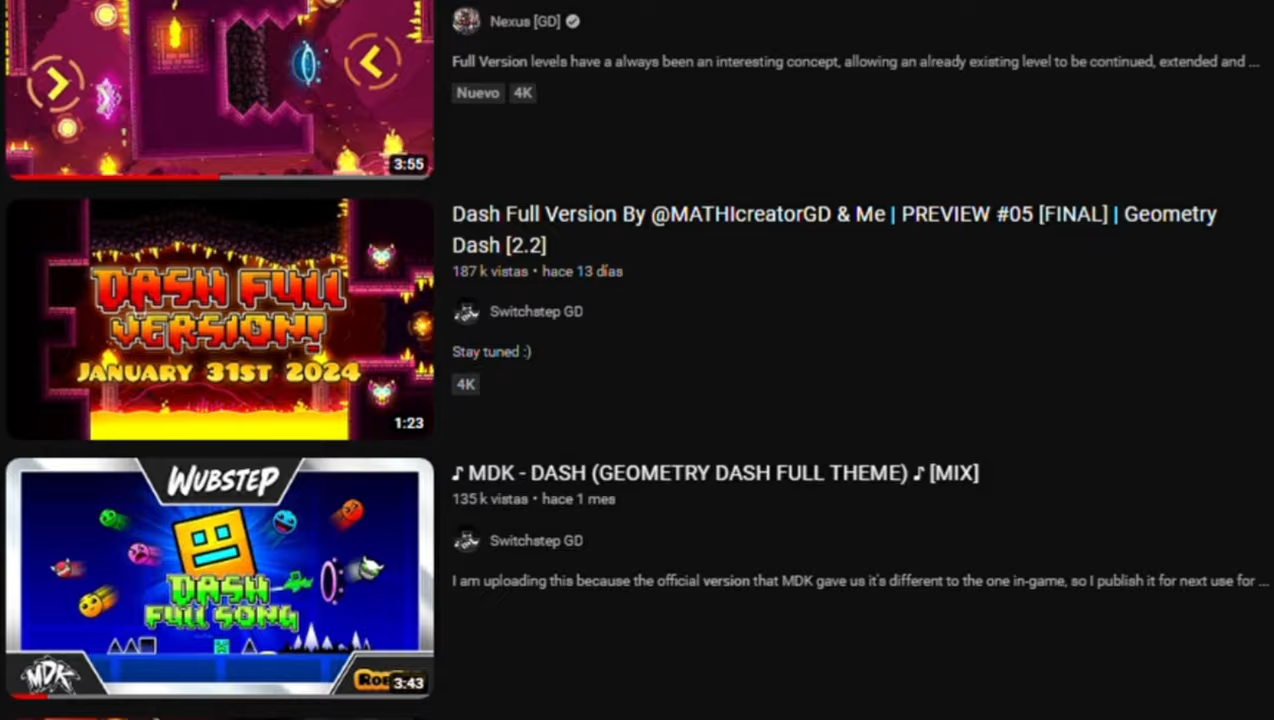 Nexus [GD]
Full Version levels have a always been an interesting concept, allowing an already existing level to be continued, extended and ...
Nuevo 4K
3:55
DASH FULL
VERSION!
JANUARY 31ST 2024
1:23
Dash Full Version By @MATHIcreatorGD & Me | PREVIEW #05 [FINAL] | Geometry
Dash [2.2]
187 k vistas • hace 13 días
Switchstep GD
Stay tuned :)
4K
WUBSTEP
DASH
FULL SONG
MDK
3:43
♪ MDK - DASH (GEOMETRY DASH FULL THEME) ♪ [MIX]
135 k vistas • hace 1 mes
Switchstep GD
I am uploading this because the official version that MDK gave us it's different to the one in-game, so I publish it for next use for ...